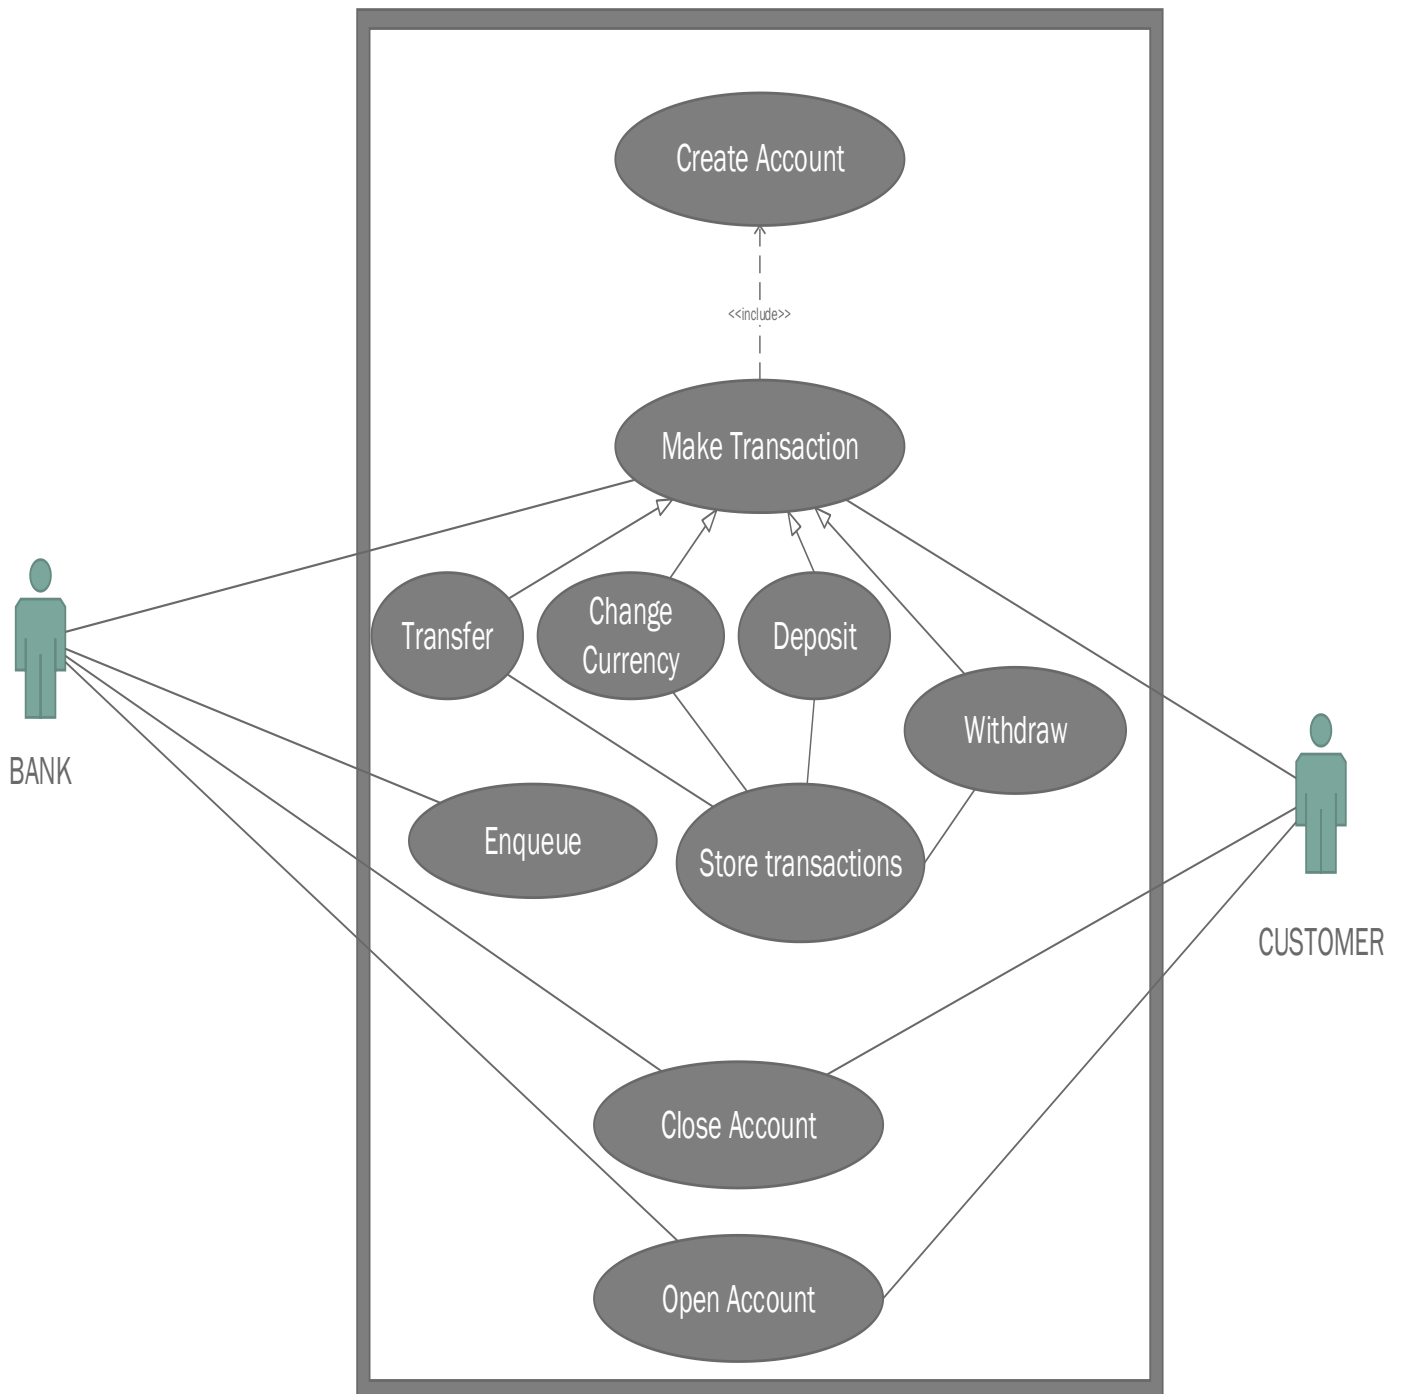 Create Account
<<include>>
Make Transaction
Transfer
Change
Currency
Deposit
Withdraw
BANK
Enqueue
Store transactions
CUSTOMER
Close Account
Open Account